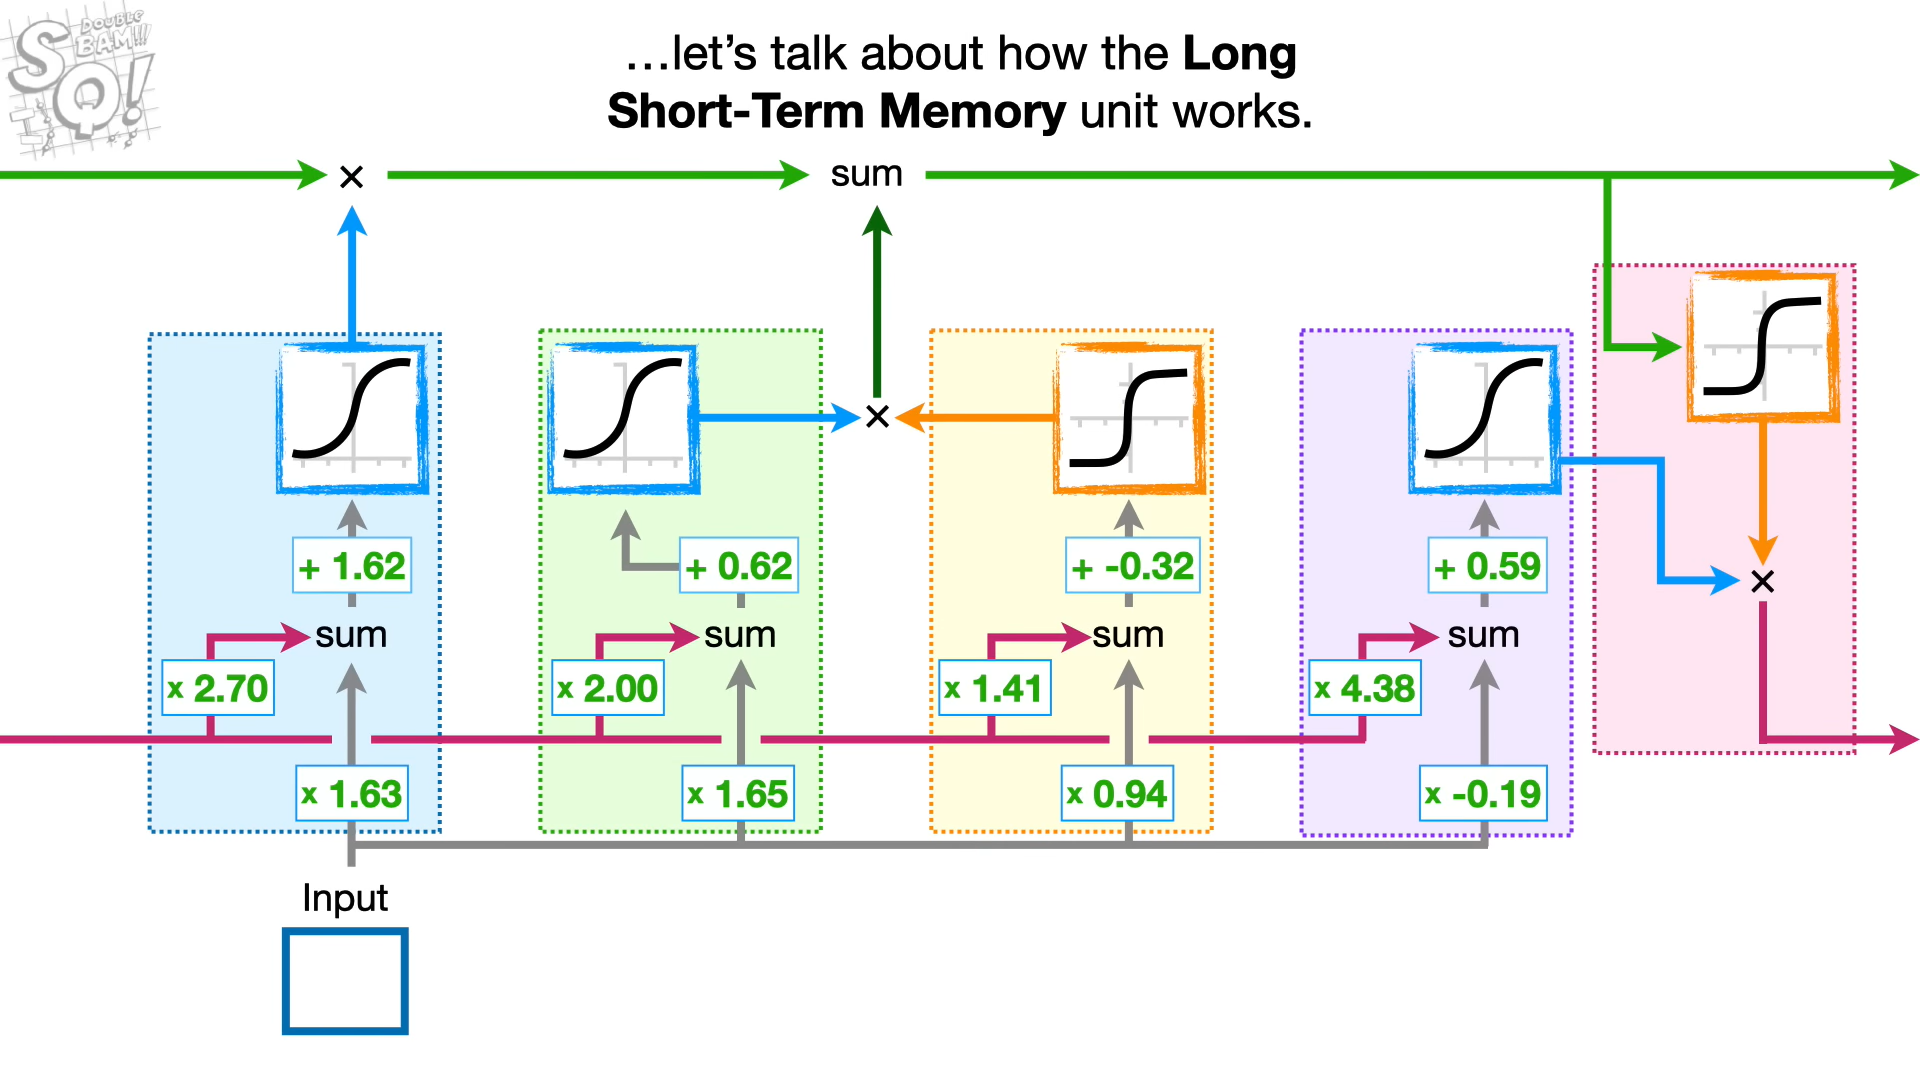 DOUBLE
BAM!!!
SQ!
…let’s talk about how the Long
Short-Term Memory unit works.
×
sum
×
+ 1.62
+ 0.62
+ -0.32
+ 0.59
×
sum
sum
sum
sum
x 2.70
x 2.00
x 1.41
x 4.38
x 1.63
x 1.65
x 0.94
x -0.19
Input